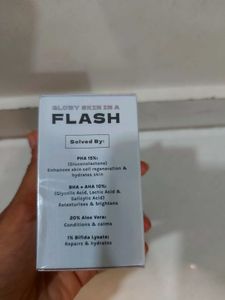 GLOWY SKIN IN A
FLASH
Solved By:
PHA 15%:
(Gluconolactone)
Enhances skin cell regeneration &
hydrates skin
BHA + AHA 10%:
(Glycolic Acid, Lactic Acid &
Salicylic Acid)
Retexturises & brightens
20% Aloe Vera:
Conditions & calms
1% Bifida Lysate:
Repairs & hydrates